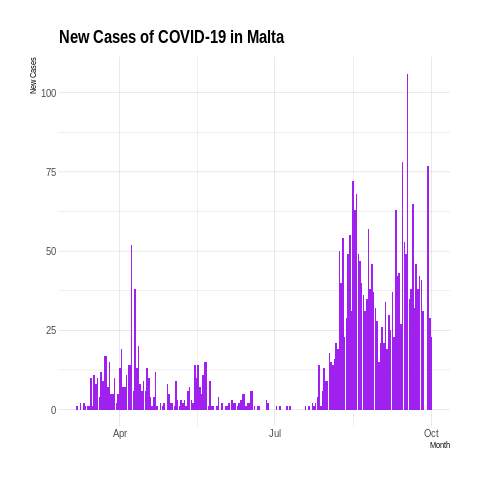 New Cases of COVID-19 in Malta
New Cases
100
75
50
25
0
Apr
Jul
Oct
Month